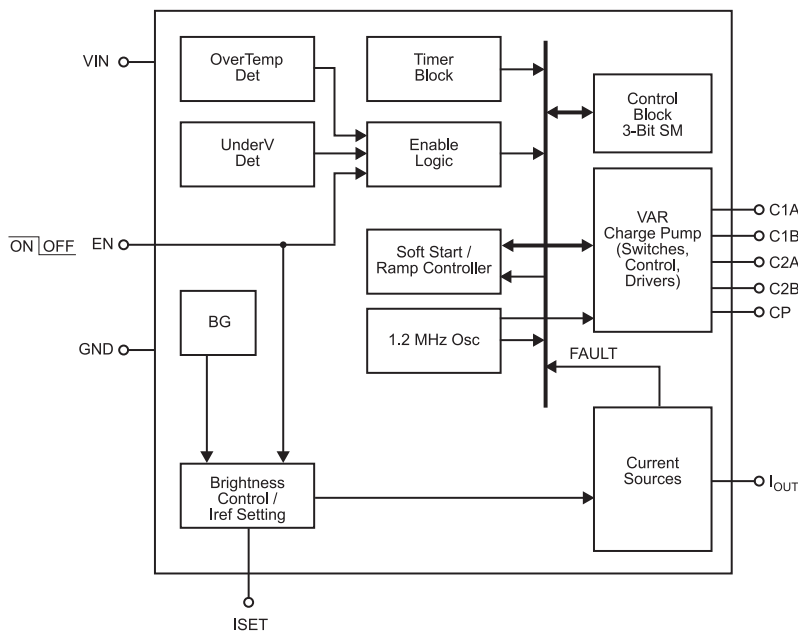 VIN
OverTemp
Det
Timer
Block
Control
Block
3-Bit SM
UnderV
Det
Enable
Logic
ON OFF EN
VAR
Charge Pump
(Switches,
Control,
Drivers)
C1A
C1B
C2A
C2B
CP
Soft Start /
Ramp Controller
BG
GND
1.2 MHz Osc
FAULT
Brightness
Control /
Iref Setting
Current
Sources
IOUT
ISET